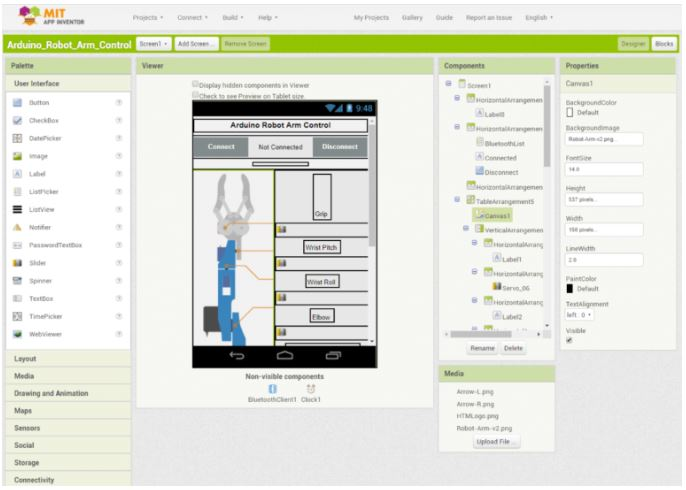 MIT
APP INVENTOR
Projects
Connect
Build
Help
My Projects
Gallery
Guide
Report an Issue
English
Arduino_Robot_Arm_Control
Screen1
Add Screen ...
Remove Screen
Designer
Blocks
Palette
User Interface
Button
CheckBox
DatePicker
Image
Label
ListPicker
ListView
Notifier
PasswordTextBox
Slider
Spinner
TextBox
TimePicker
WebViewer
Layout
Media
Drawing and Animation
Maps
Sensors
Social
Storage
Connectivity
Viewer
Display hidden components in Viewer
Check to see Preview on Tablet size.
9:48
Arduino Robot Arm Control
Connect
Not Connected
Disconnect
Grip
Wrist Pitch
Wrist Roll
Elbow
Non-visible components
BluetoothClient1
Clock1
Components
Screen1
HorizontalArrangemen
Label8
HorizontalArrangemen
BluetoothList
Connected
Disconnect
HorizontalArrangemen
TableArrangement5
Canvas1
VerticalArrangemen
HorizontalArrang
Label1
HorizontalArrang
Servo_06
HorizontalArrang
Label2
Rename
Delete
Media
Arrow-L.png
Arrow-R.png
HTMLogo.png
Robot-Arm-v2.png
Upload File ...
Properties
Canvas1
BackgroundColor
Default
BackgroundImage
Robot-Arm-v2.png...
FontSize
14.0
Height
537 pixels...
Width
156 pixels...
LineWidth
2.0
PaintColor
Default
TextAlignment
left : 0
Visible